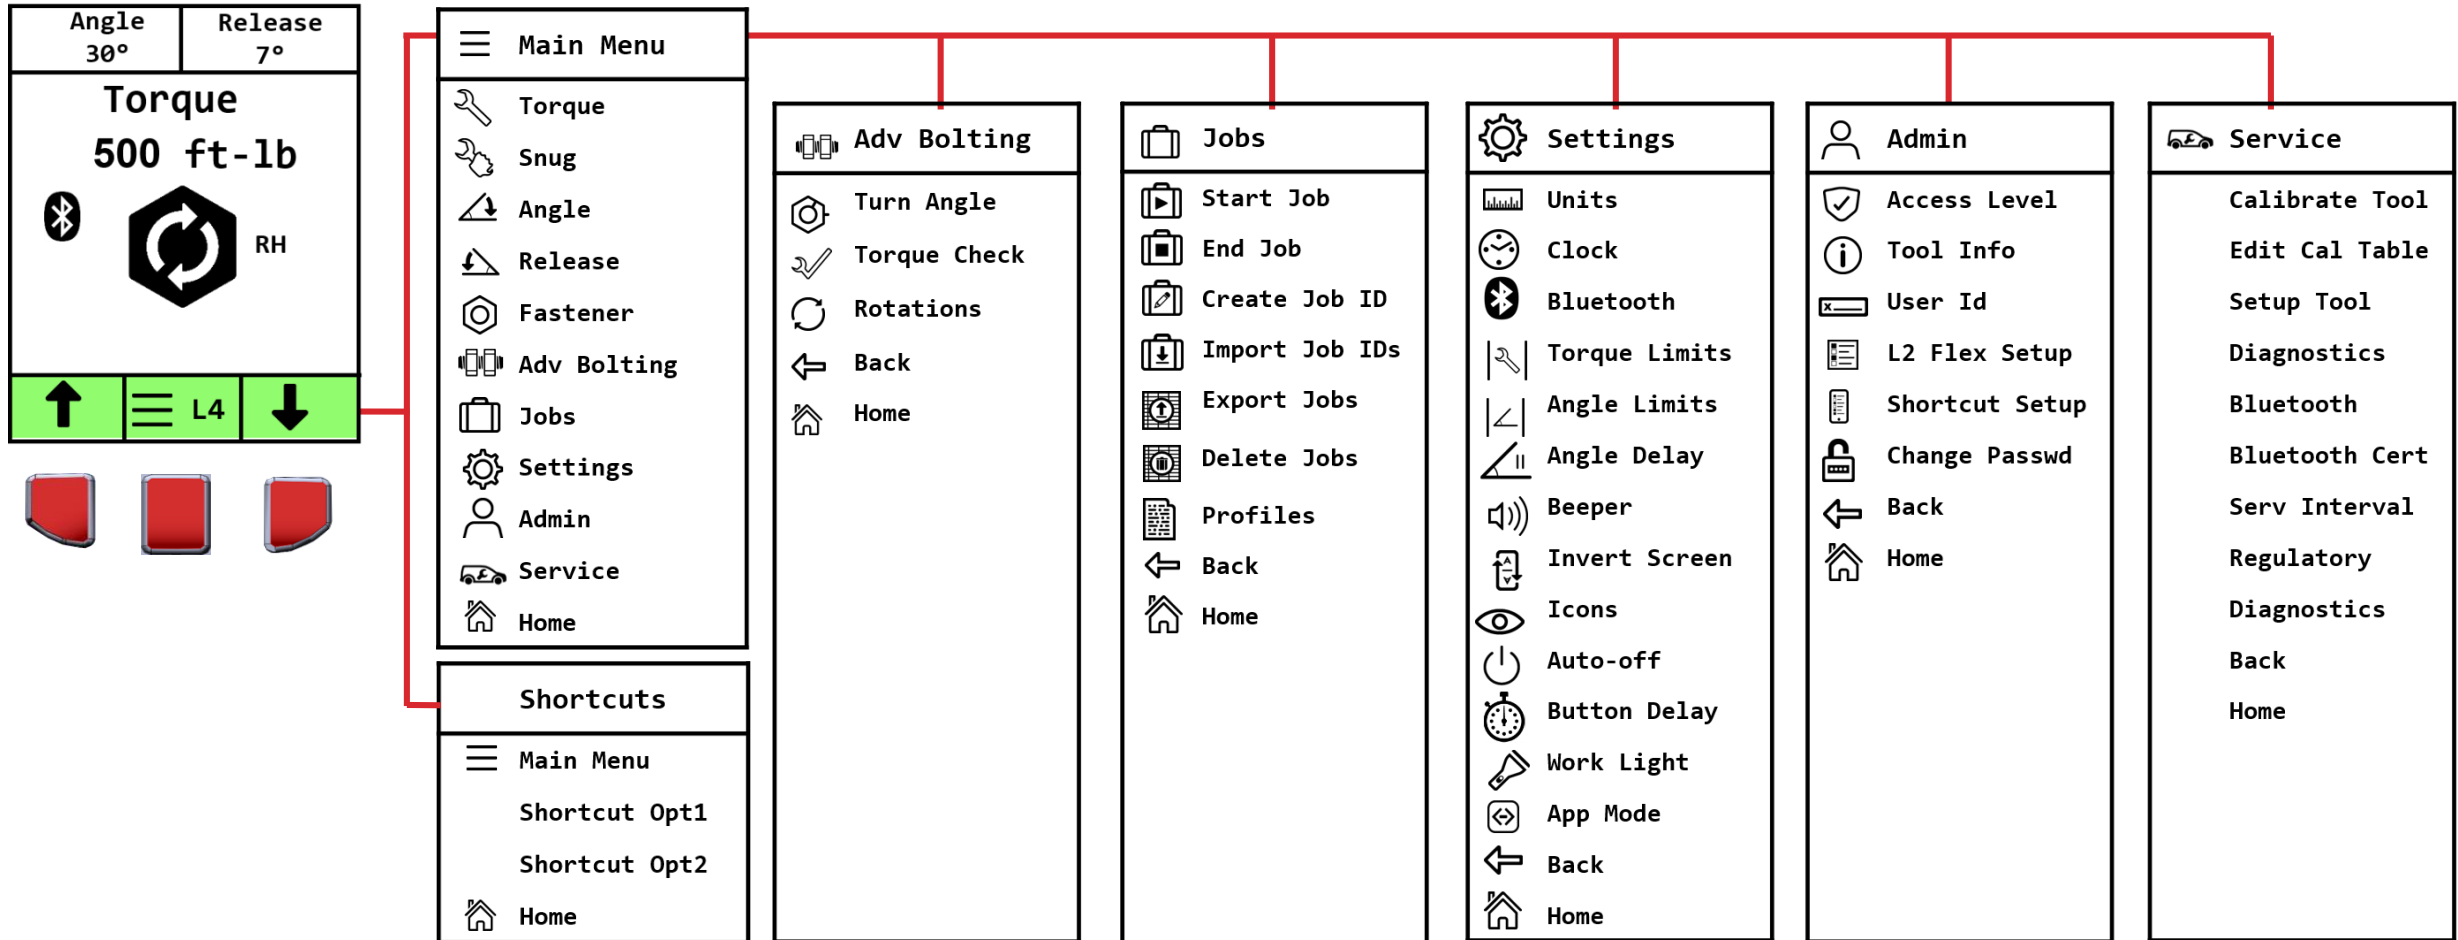 Angle
30°
Release
7°
Torque
500 ft-lb
RH
L4
Main Menu
Torque
Snug
Angle
Release
Fastener
Adv Bolting
Jobs
Settings
Admin
Service
Home
Shortcuts
Main Menu
Shortcut Opt1
Shortcut Opt2
Home
Adv Bolting
Turn Angle
Torque Check
Rotations
Back
Home
Jobs
Start Job
End Job
Create Job ID
Import Job IDs
Export Jobs
Delete Jobs
Profiles
Back
Home
Settings
Units
Clock
Bluetooth
Torque Limits
Angle Limits
Angle Delay
Beeper
Invert Screen
Icons
Auto-off
Button Delay
Work Light
App Mode
Back
Home
Admin
Access Level
Tool Info
User Id
L2 Flex Setup
Shortcut Setup
Change Passwd
Back
Home
Service
Calibrate Tool
Edit Cal Table
Setup Tool
Diagnostics
Bluetooth
Bluetooth Cert
Serv Interval
Regulatory
Diagnostics
Back
Home